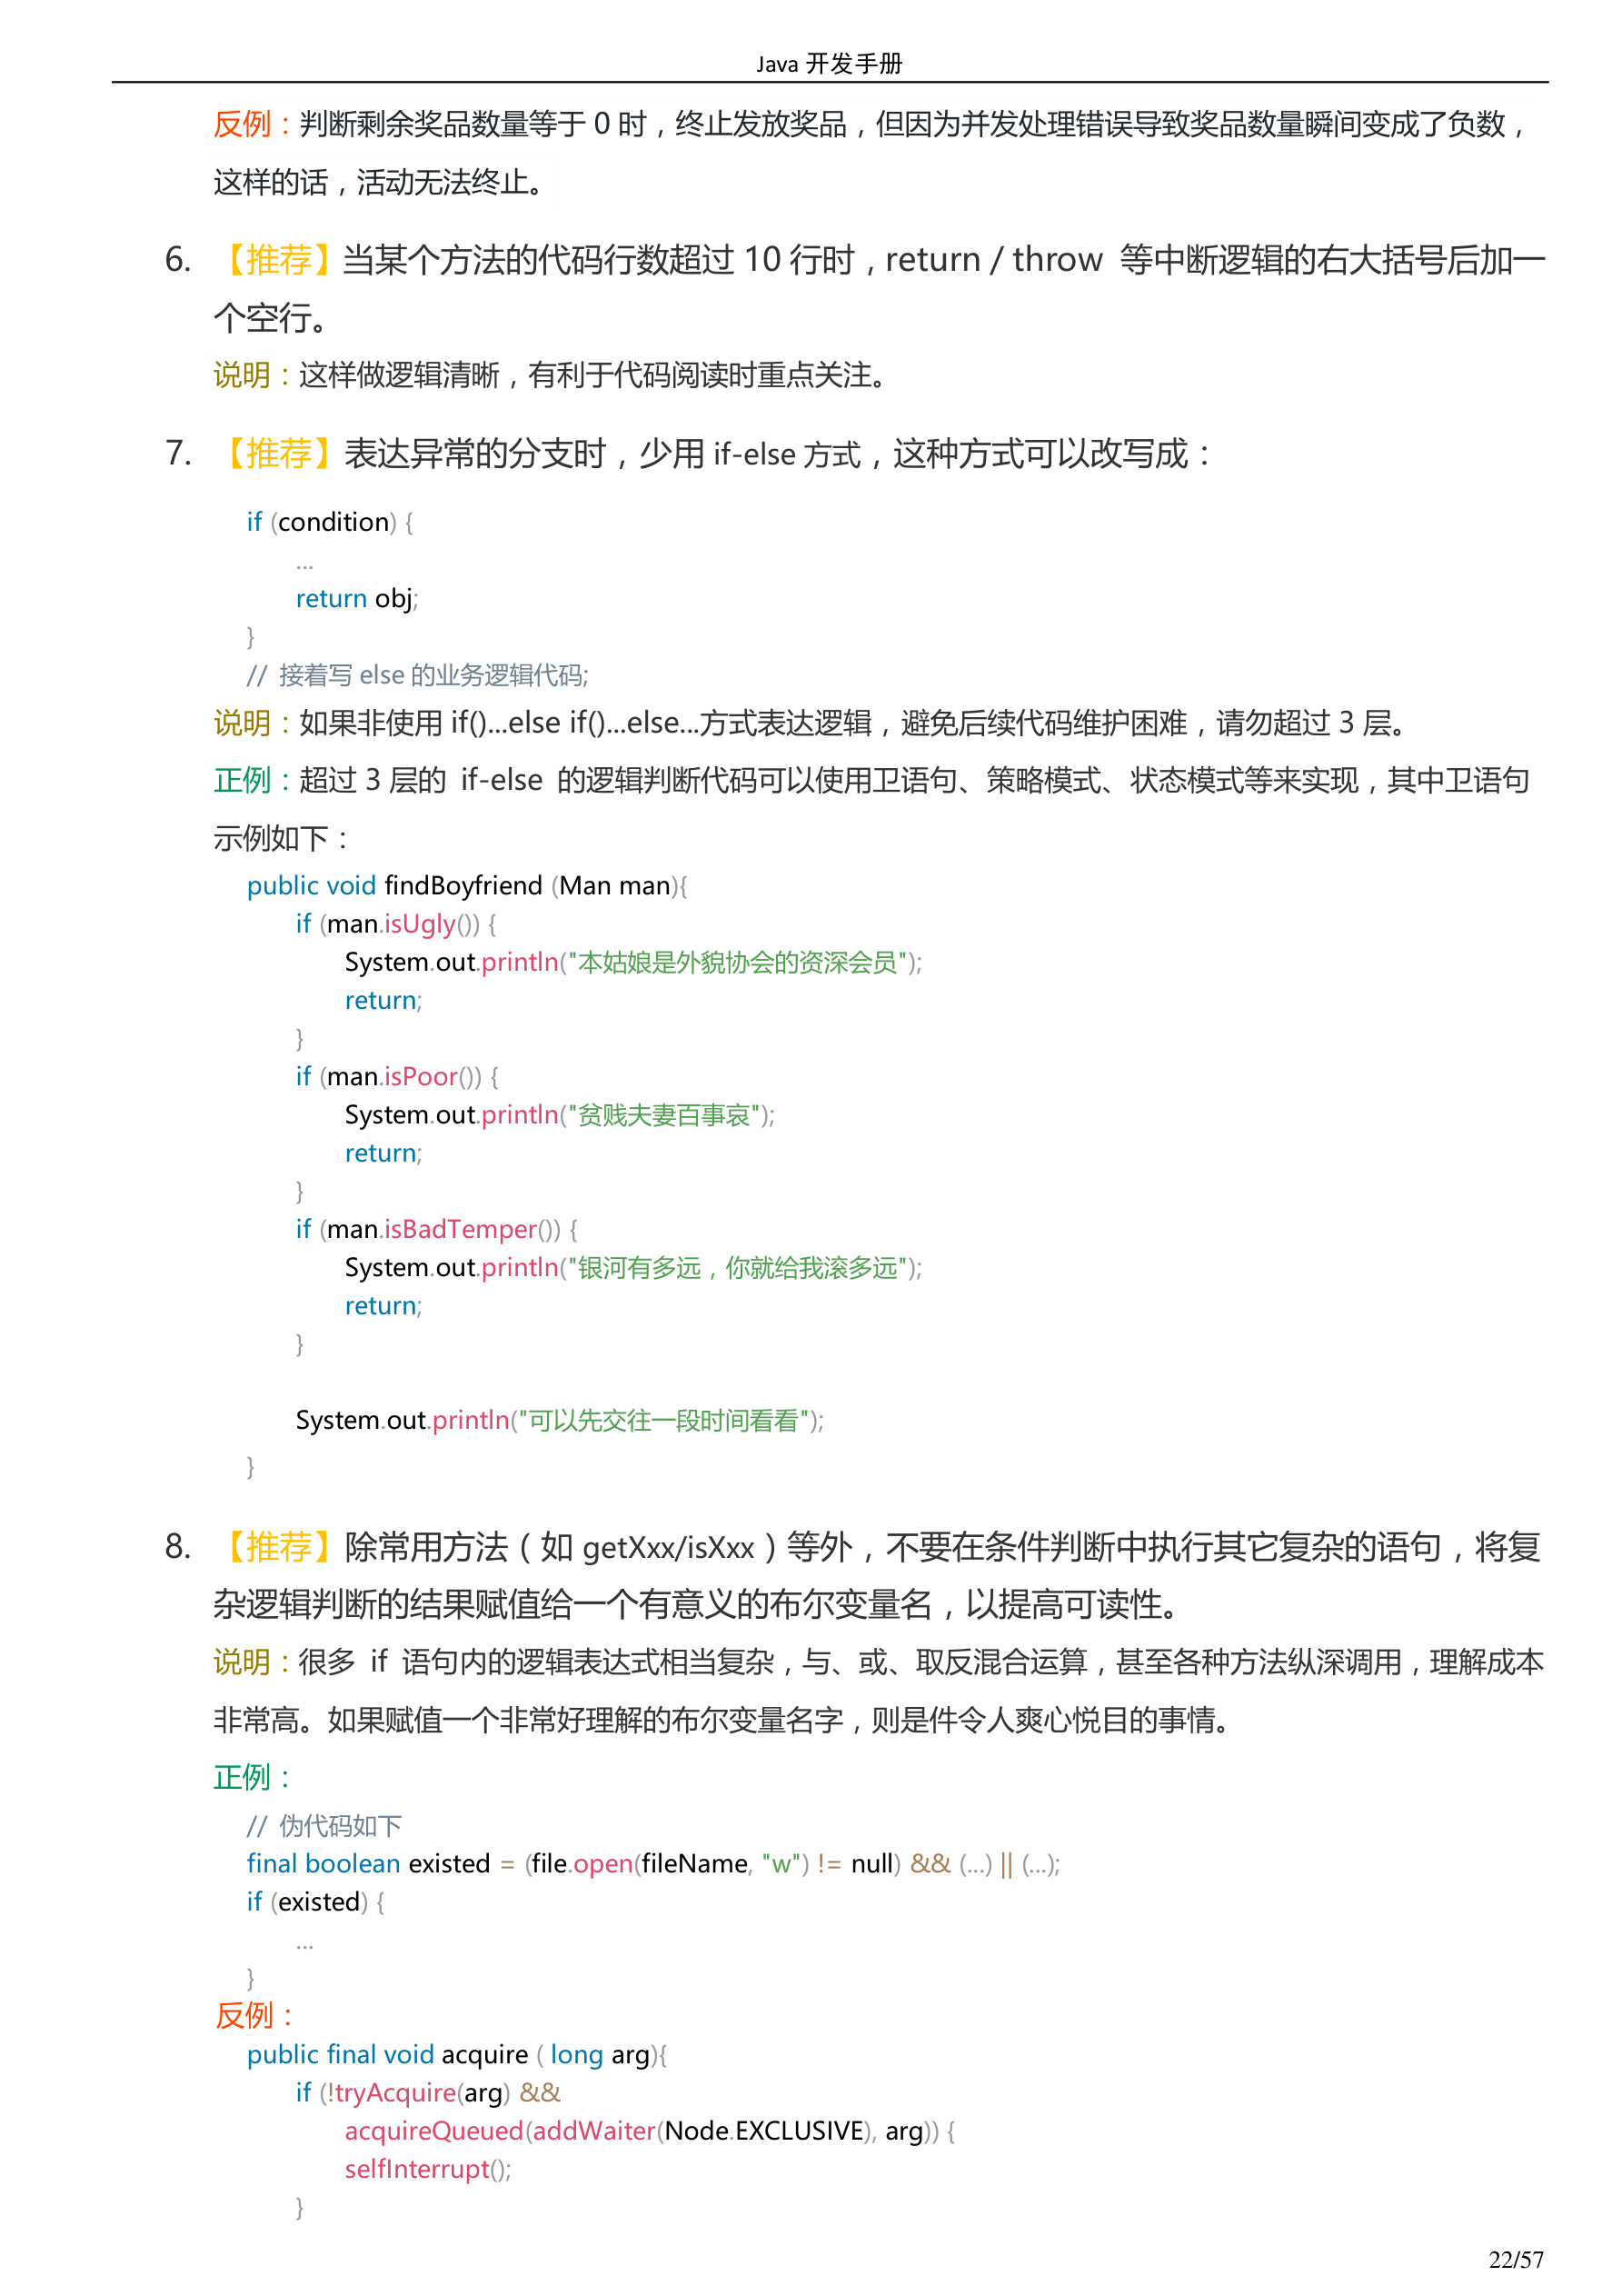 Java 开发手册
反例：判断剩余奖品数量等于 0 时，终止发放奖品，但因为并发处理错误导致奖品数量瞬间变成了负数，
这样的话，活动无法终止。
6. 【推荐】当某个方法的代码行数超过 10 行时，return / throw 等中断逻辑的右大括号后加一
个空行。
说明：这样做逻辑清晰，有利于代码阅读时重点关注。
7. 【推荐】表达异常的分支时，少用 if-else 方式，这种方式可以改写成：
if (condition) {
...
return obj;
}
// 接着写 else 的业务逻辑代码;
说明：如果非使用 if()...else if()...else...方式表达逻辑，避免后续代码维护困难，请勿超过 3 层。
正例：超过 3 层的 if-else 的逻辑判断代码可以使用卫语句、策略模式、状态模式等来实现，其中卫语句
示例如下：
public void findBoyfriend (Man man){
if (man.isUgly()) {
System.out.println("本姑娘是外貌协会的资深会员");
return;
}
if (man.isPoor()) {
System.out.println("贫贱夫妻百事哀");
return;
}
if (man.isBadTemper()) {
System.out.println("银河有多远，你就给我滚多远");
return;
}
System.out.println("可以先交往一段时间看看");
}
8. 【推荐】除常用方法（如 getXxx/isXxx）等外，不要在条件判断中执行其它复杂的语句，将复
杂逻辑判断的结果赋值给一个有意义的布尔变量名，以提高可读性。
说明：很多 if 语句内的逻辑表达式相当复杂，与、或、取反混合运算，甚至各种方法纵深调用，理解成本
非常高。如果赋值一个非常好理解的布尔变量名字，则是件令人爽心悦目的事情。
正例：
// 伪代码如下
final boolean existed = (file.open(fileName, "w") != null) && (...) || (...);
if (existed) {
...
}
反例：
public final void acquire ( long arg){
if (!tryAcquire(arg) &&
acquireQueued(addWaiter(Node.EXCLUSIVE), arg)) {
selfInterrupt();
}
22/57